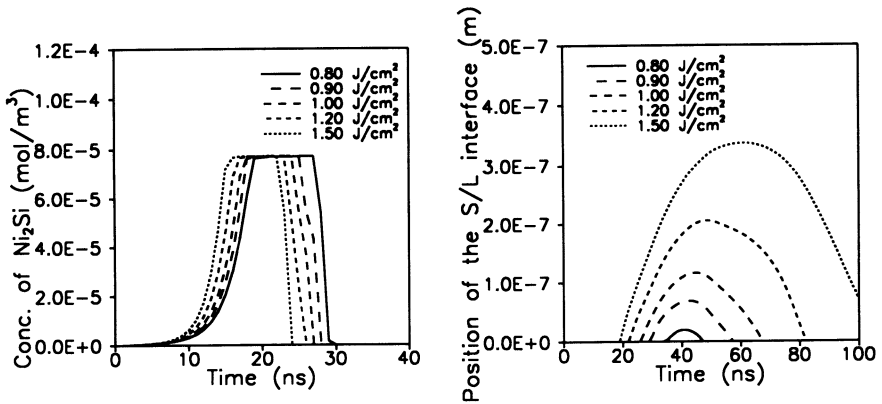 Conc. of Ni₂Si (mol/m³)
1.2E-4
1.0E-4
8.0E-5
6.0E-5
4.0E-5
2.0E-5
0.0E+0
0.80 J/cm²
0.90 J/cm²
1.00 J/cm²
1.20 J/cm²
1.50 J/cm²
0 10 20 30 40
Time (ns)
Position of the S/L interface (m)
5.0E-7
4.0E-7
3.0E-7
2.0E-7
1.0E-7
0.0E+0
0.80 J/cm²
0.90 J/cm²
1.00 J/cm²
1.20 J/cm²
1.50 J/cm²
0 20 40 60 80 100
Time (ns)